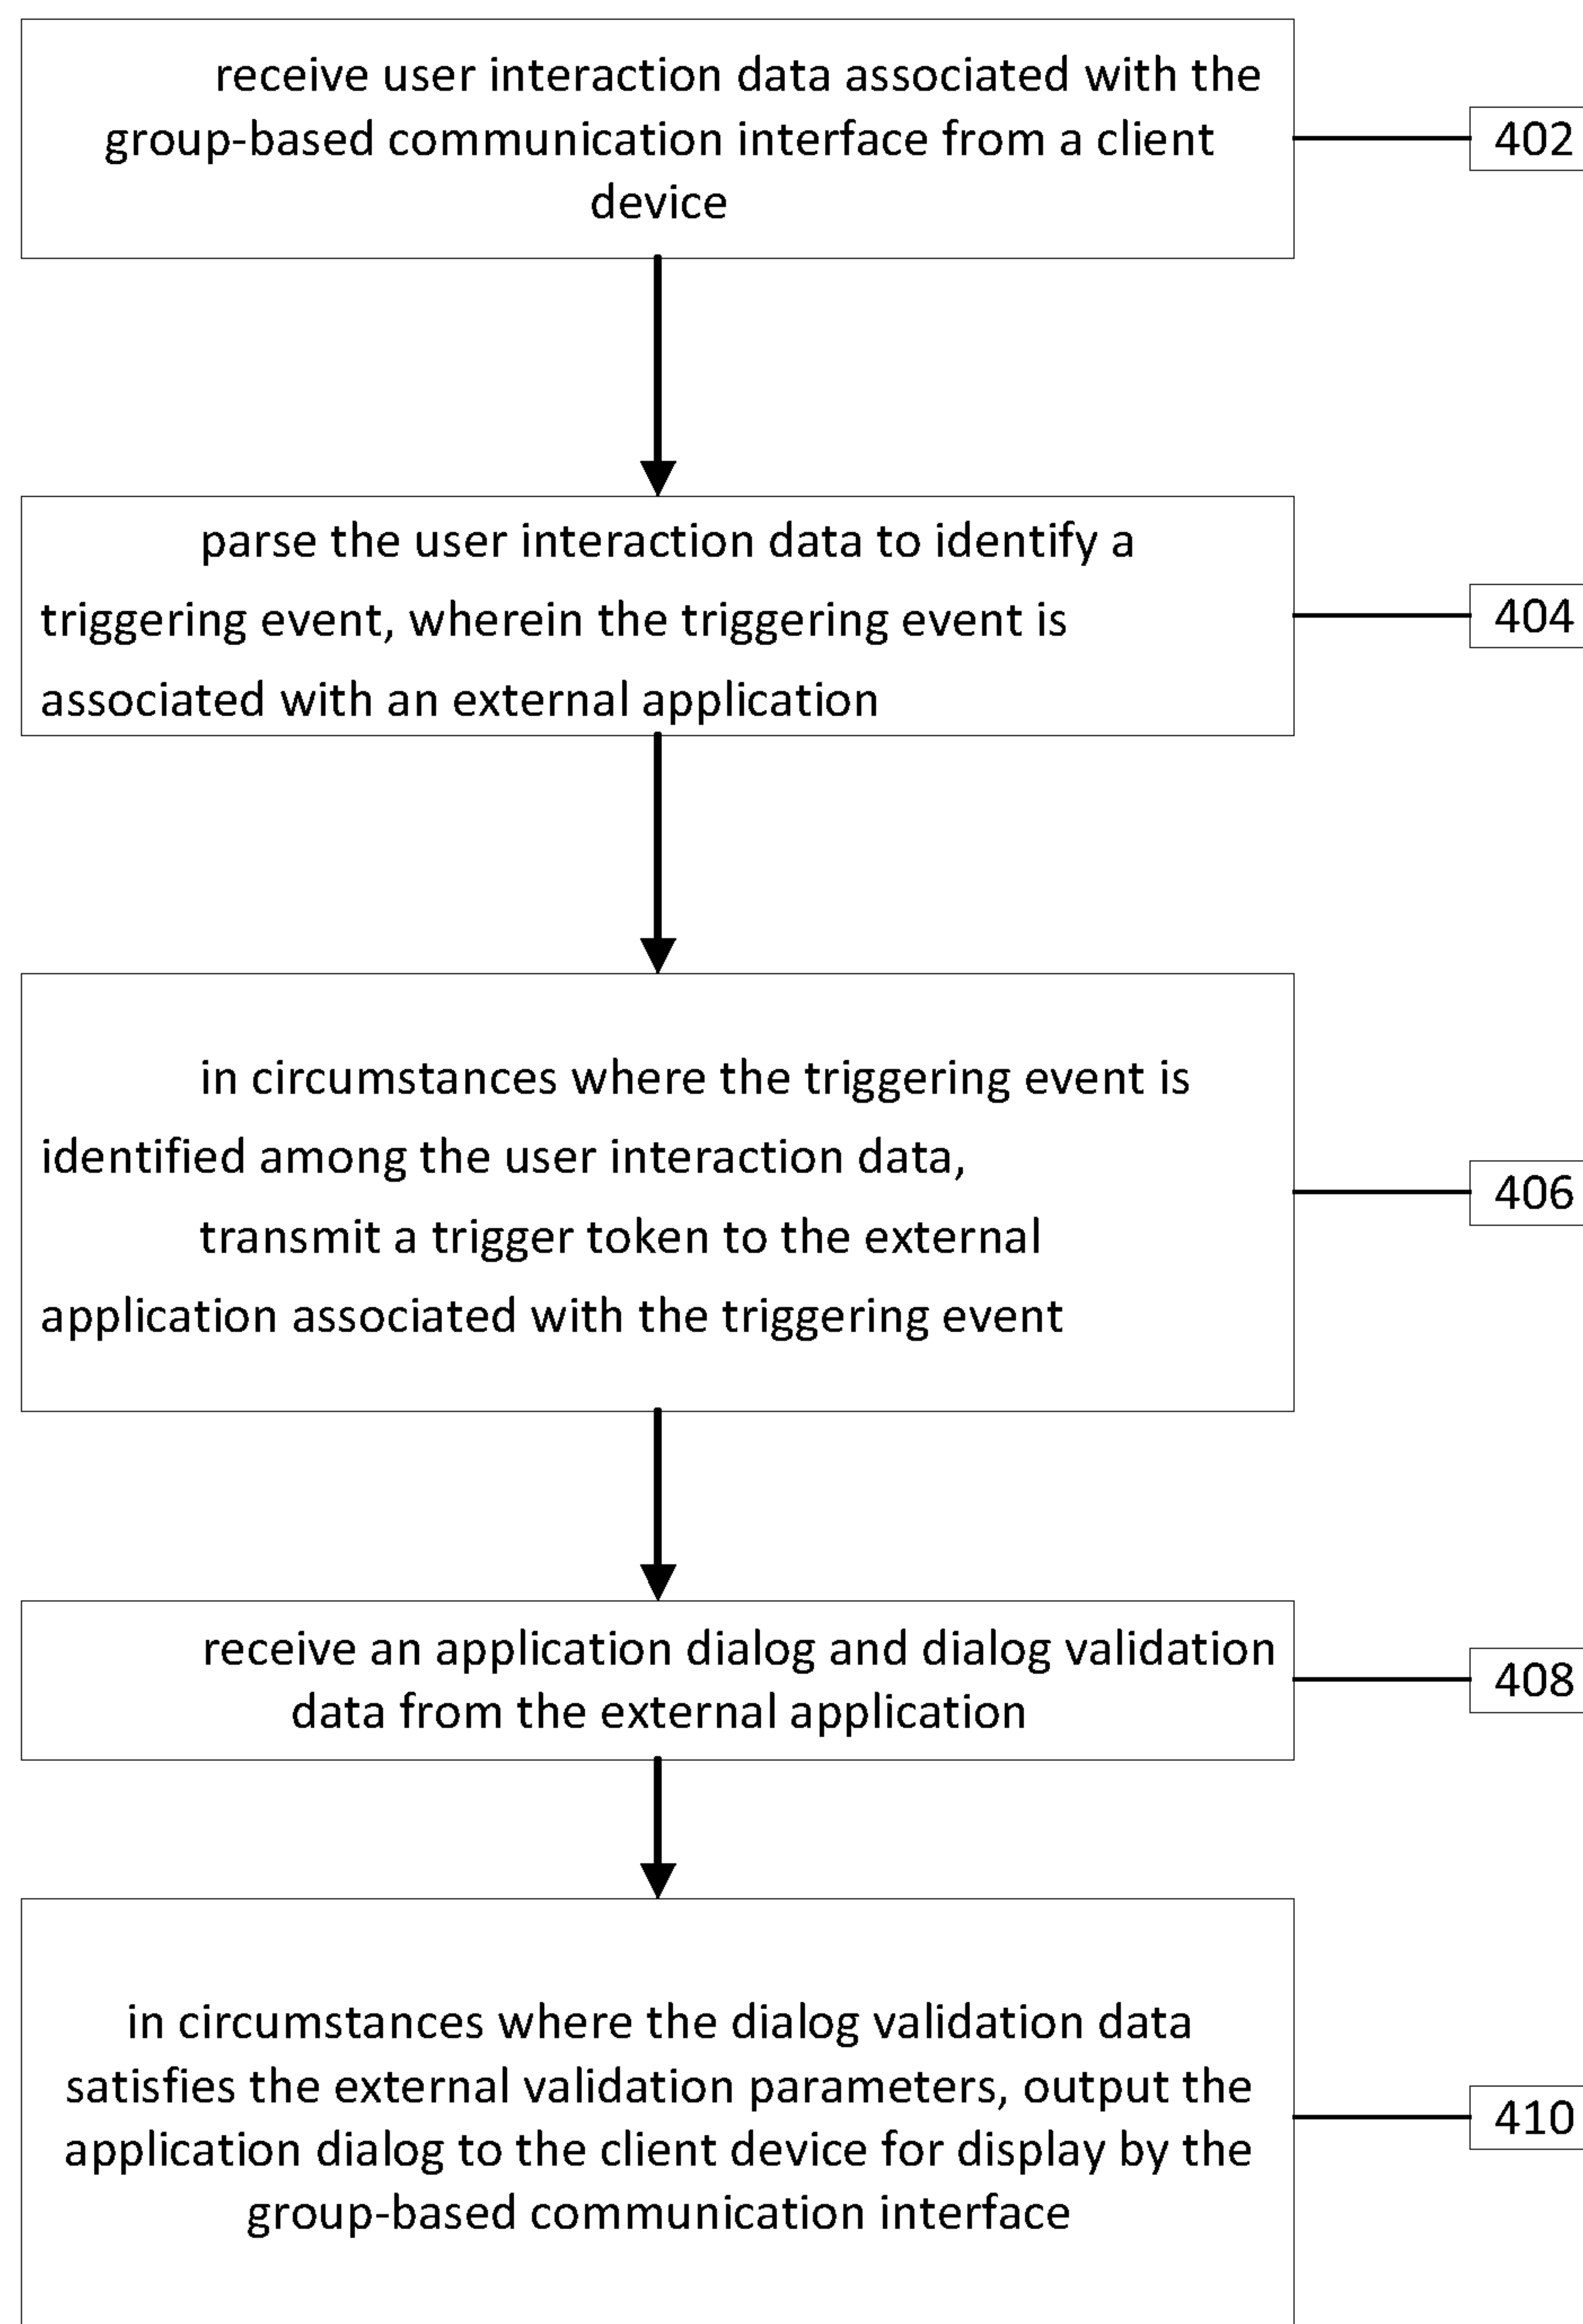 receive user interaction data associated with the
group-based communication interface from a client
device
402
parse the user interaction data to identify a
triggering event, wherein the triggering event is
associated with an external application
404
in circumstances where the triggering event is
identified among the user interaction data,
transmit a trigger token to the external
application associated with the triggering event
406
receive an application dialog and dialog validation
data from the external application
408
in circumstances where the dialog validation data
satisfies the external validation parameters, output the
application dialog to the client device for display by the
group-based communication interface
410